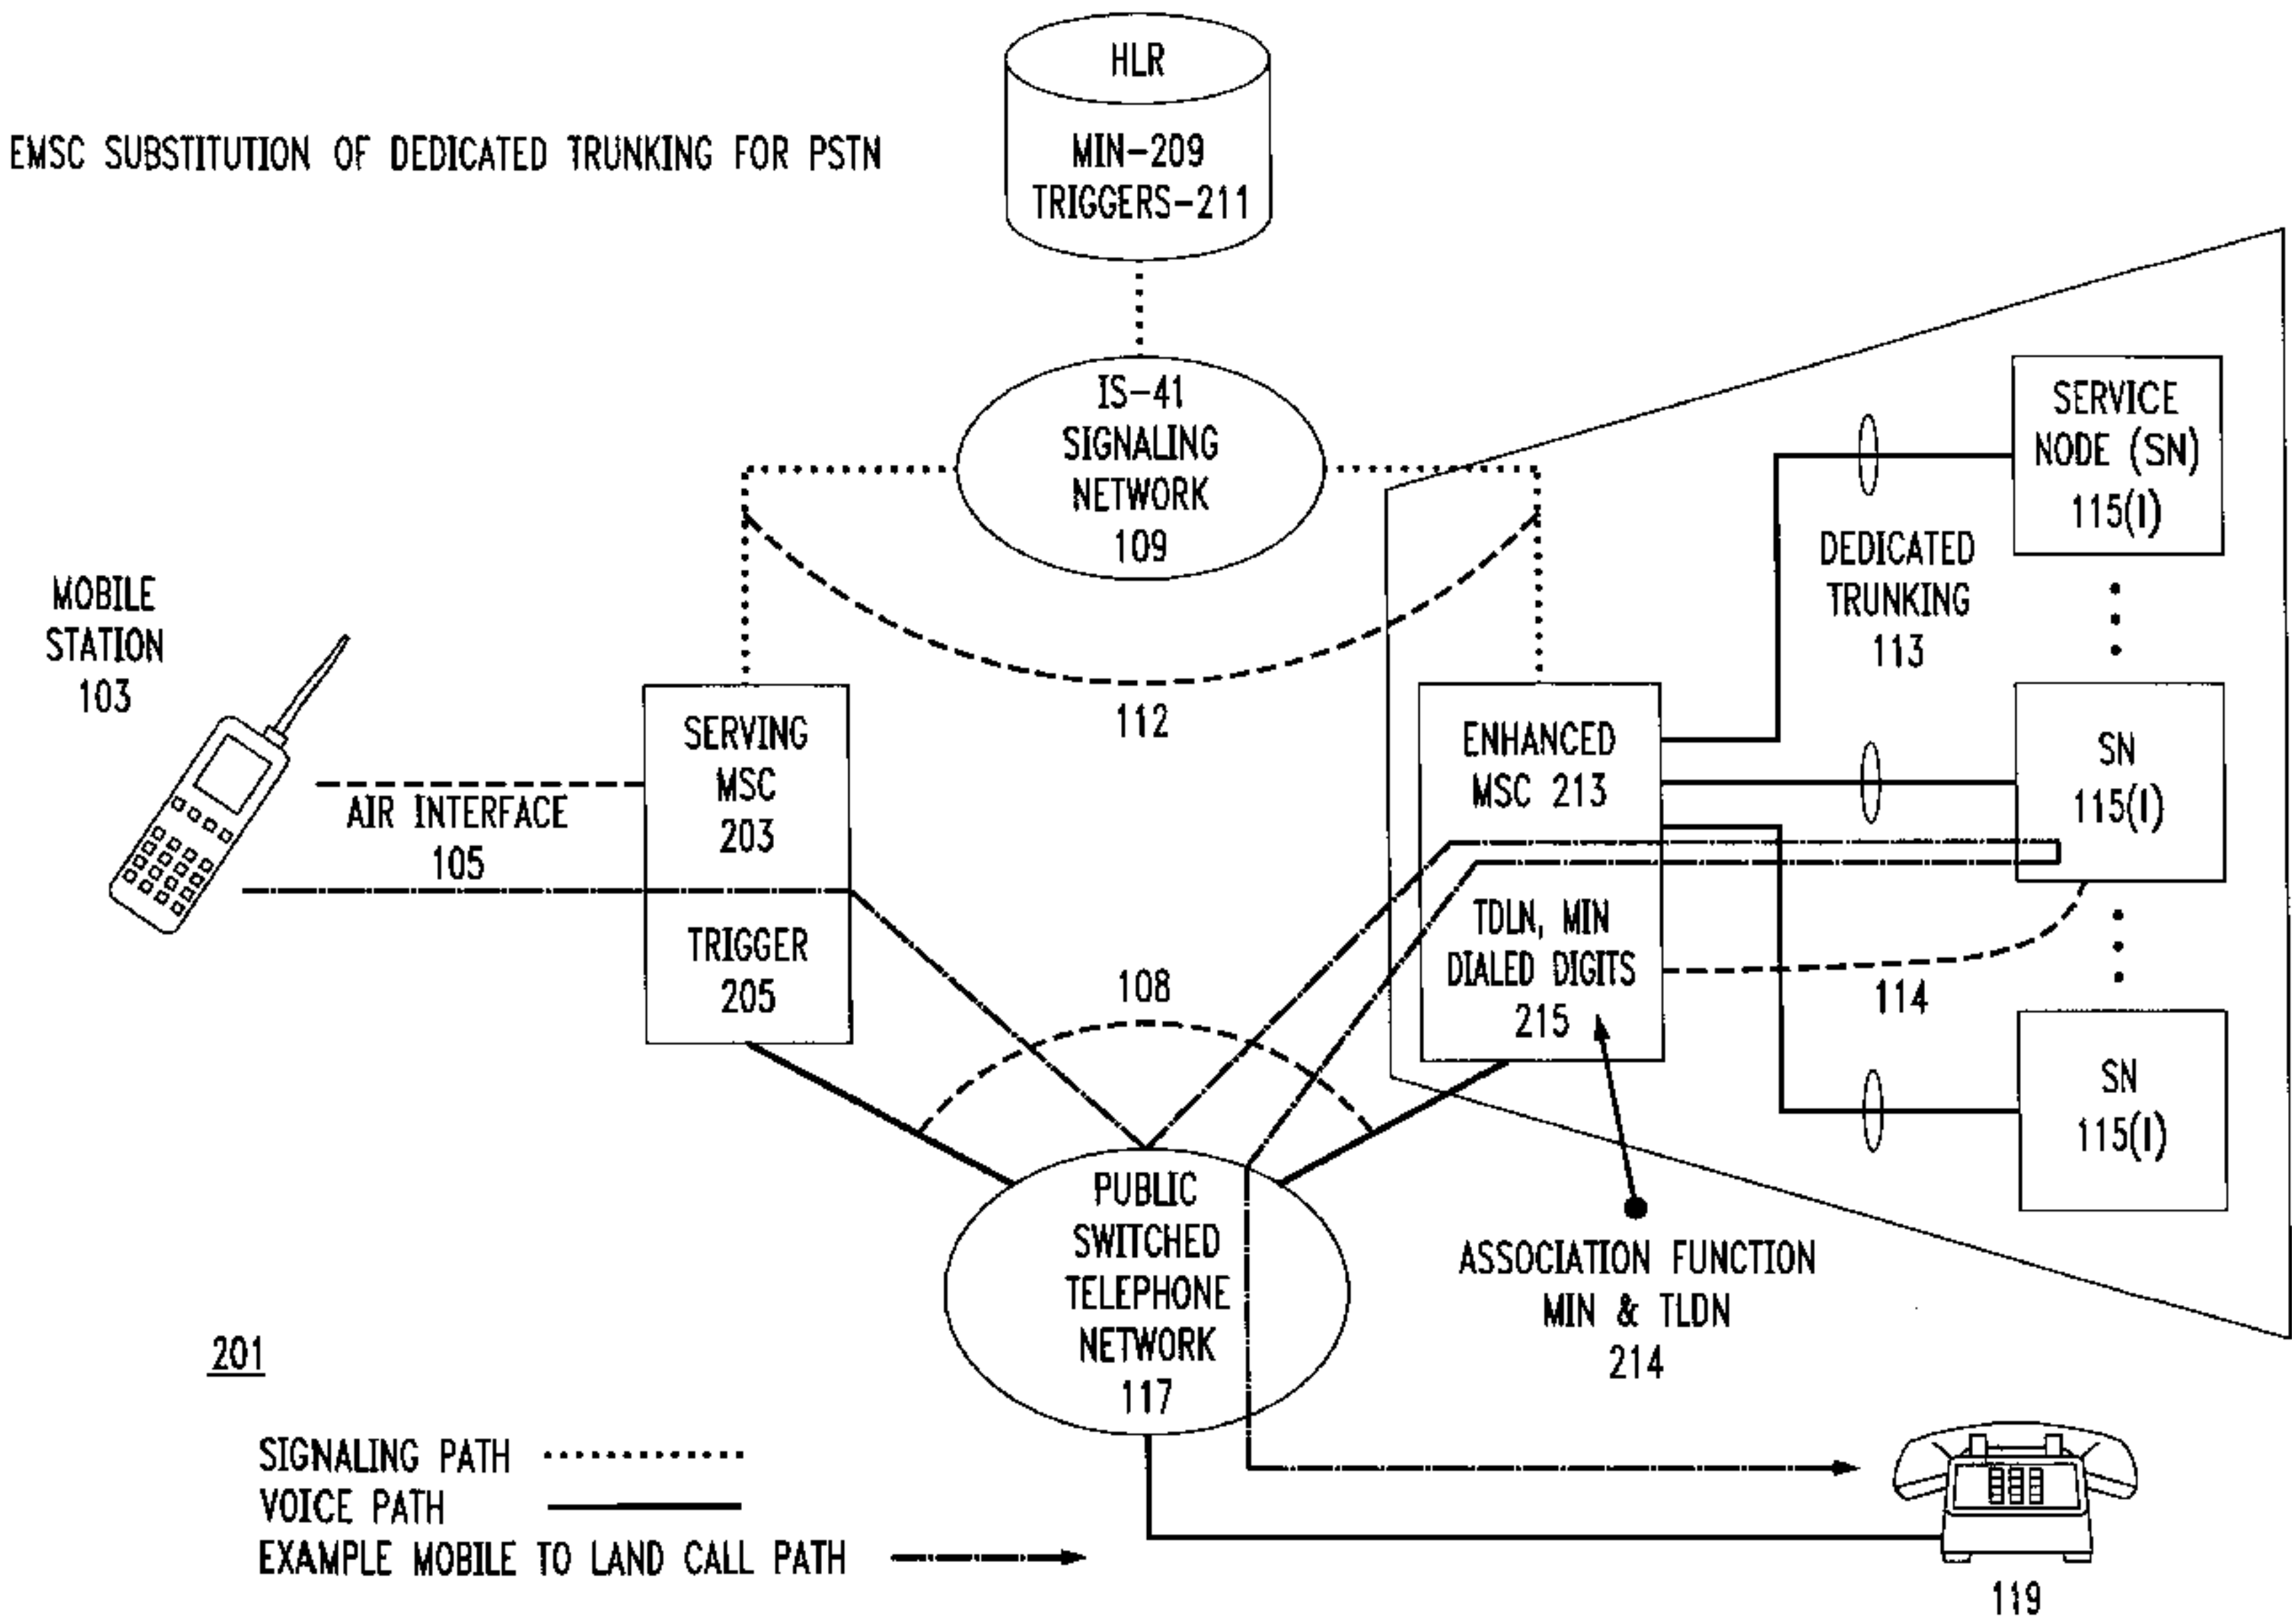 HLR
MIN-209
TRIGGERS-211
EMSC SUBSTITUTION OF DEDICATED TRUNKING FOR PSTN
IS-41
SIGNALING
NETWORK
109
SERVICE
NODE (SN)
115(I)
DEDICATED
TRUNKING
113
MOBILE
STATION
103
112
SERVING
MSC
203
TRIGGER
205
AIR INTERFACE
105
ENHANCED
MSC 213
TDLN, MIN
DIALED DIGITS
215
SN
115(I)
114
108
SN
115(I)
PUBLIC
SWITCHED
TELEPHONE
NETWORK
117
ASSOCIATION FUNCTION
MIN & TLDN
214
201
SIGNALING PATH
VOICE PATH
EXAMPLE MOBILE TO LAND CALL PATH
119